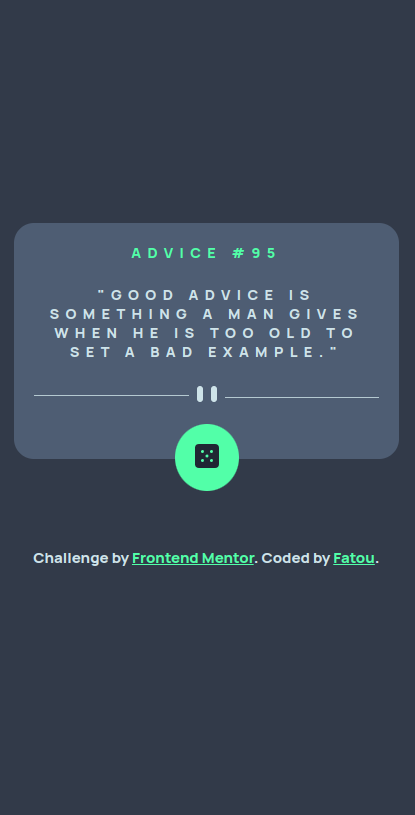 ADVICE #95
"GOOD ADVICE IS
SOMETHING A MAN GIVES
WHEN HE IS TOO OLD TO
SET A BAD EXAMPLE."
Challenge by Frontend Mentor. Coded by Fatou.